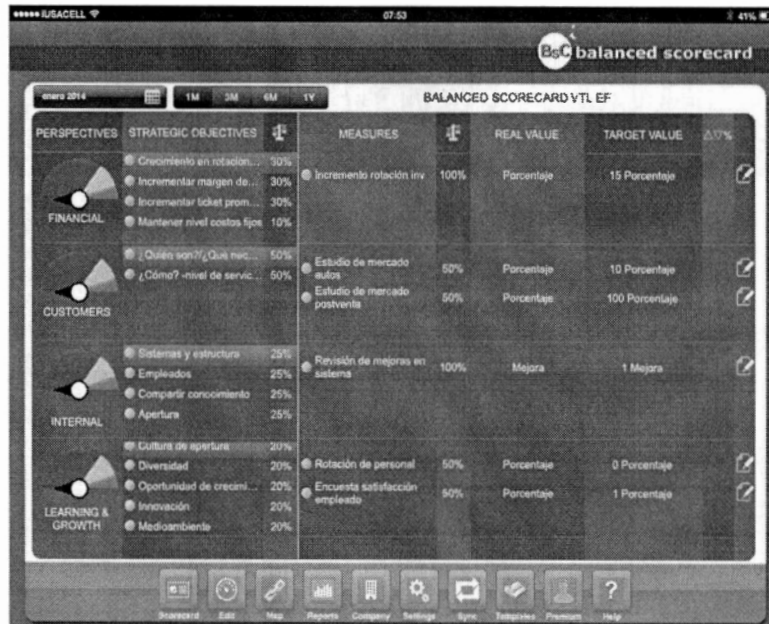 IUSACELL
07:53
41%
BSC balanced scorecard
enero 2014
1M 3M 6M 1Y
BALANCED SCORECARD VTL EF
PERSPECTIVES STRATEGIC OBJECTIVES MEASURES REAL VALUE TARGET VALUE △▽%
FINANCIAL
Crecimiento en rotacion... 30%
Incrementar margen de... 30%
Incrementar ticket prom... 30%
Mantener nivel costos fijos 10%
Incremento rotación inv 100% Porcentaje 15 Porcentaje
CUSTOMERS
¿Quién son?/¿Qué nec... 50%
¿Cómo? -nivel de servic... 50%
Estudio de mercado
autos 50% Porcentaje 10 Porcentaje
Estudio de mercado
postventa 50% Porcentaje 100 Porcentaje
INTERNAL
Sistemas y estructura 25%
Empleados 25%
Compartir conocimiento 25%
Apertura 25%
Revisión de mejoras en
sistema 100% Mejora 1 Mejora
LEARNING &
GROWTH
Cultura de apertura 20%
Diversidad 20%
Oportunidad de crecimi... 20%
Innovación 20%
Medioambiente 20%
Rotación de personal 50% Porcentaje 0 Porcentaje
Encuesta satisfacción
empleado 50% Porcentaje 1 Porcentaje
Scorecard Edit Map Reports Company Settings Sync Templates Premium Help